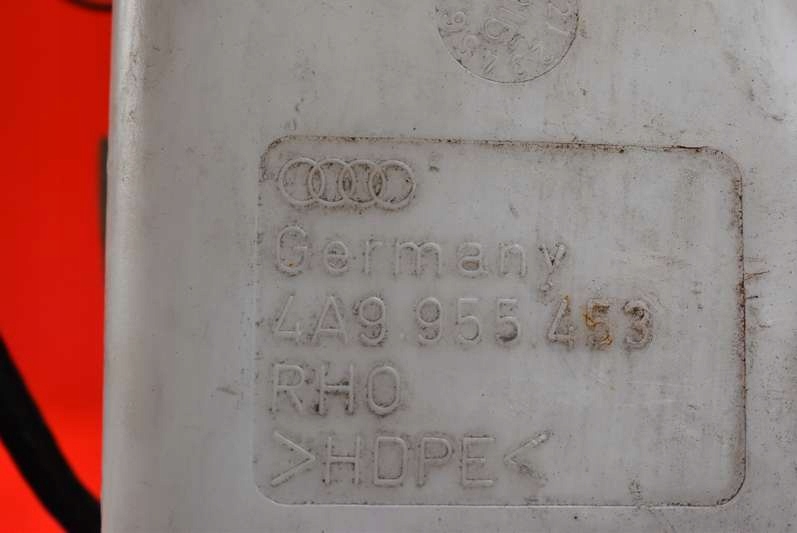 Germany
4A9.955.453
RHO
>HDPE<